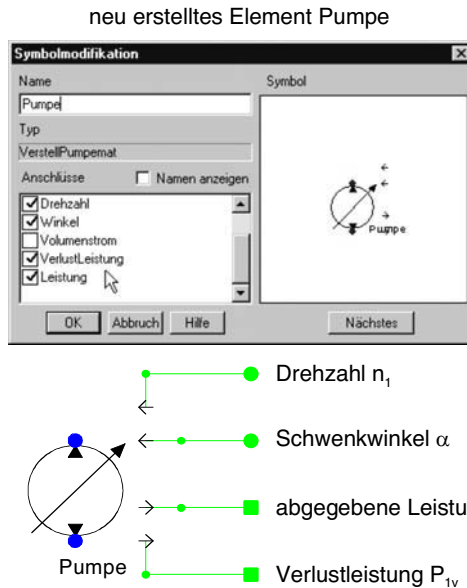 neu erstelltes Element Pumpe
Symbolmodifikation
Name
Symbol
Pumpe
Typ
VerstellPumpemat
Anschlüsse
Namen anzeigen
Drehzahl
Winkel
Volumenstrom
VerlustLeistung
Leistung
Pumpe
OK Abbruch Hilfe
Nächstes
Drehzahl n₁
Schwenkwinkel α
abgegebene Leistu
Pumpe
Verlustleistung P₁ᵥ